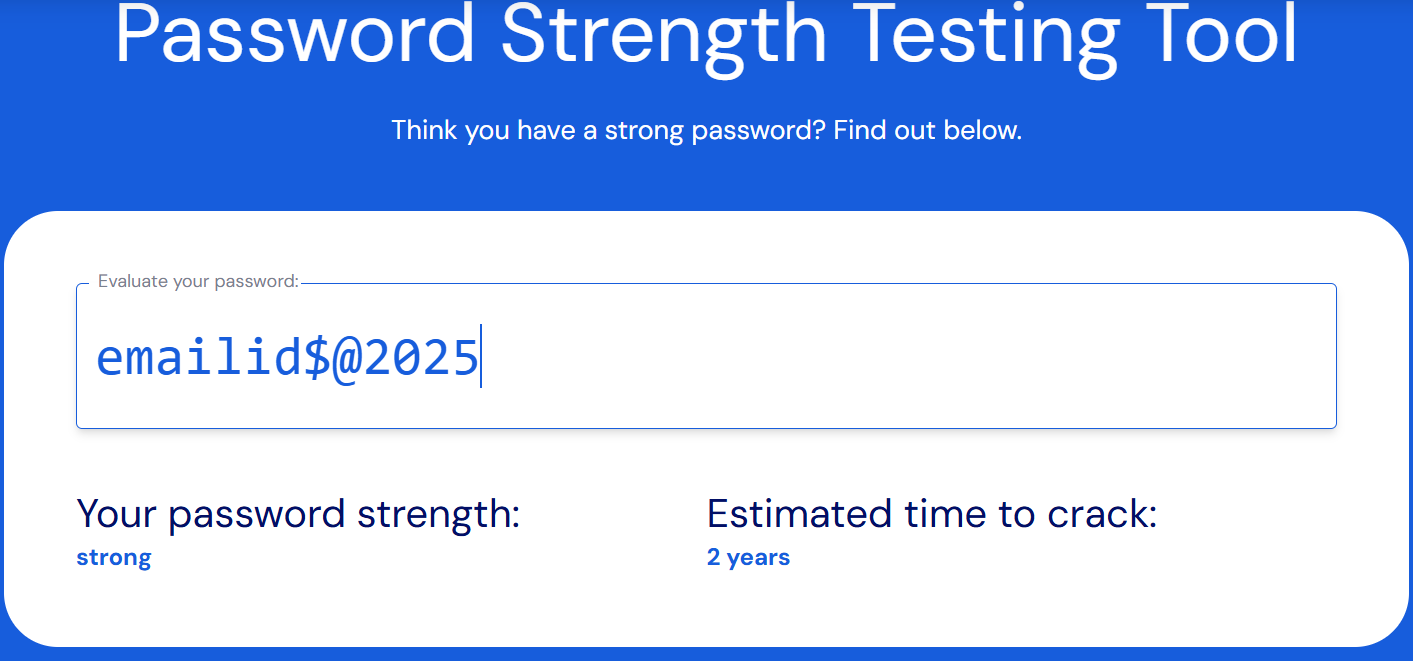 Password Strength Testing Tool
Think you have a strong password? Find out below.
Evaluate your password:
emailid$@2025
Your password strength:
strong
Estimated time to crack:
2 years